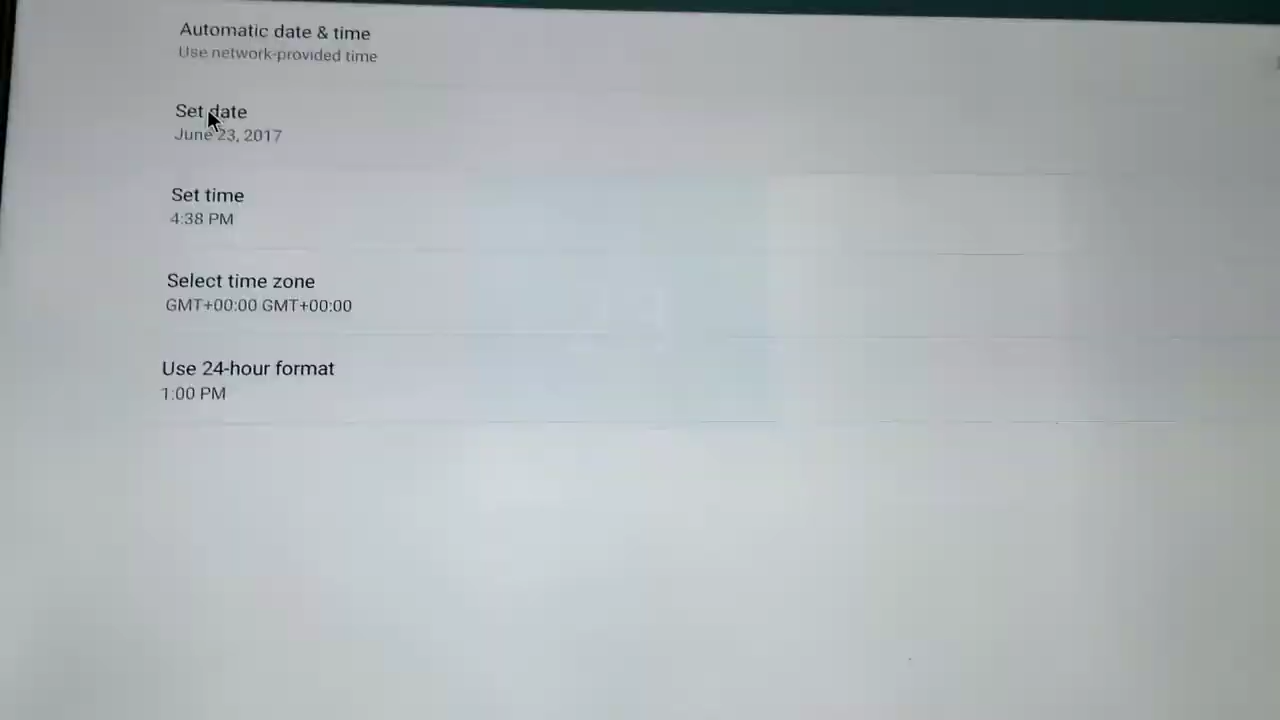 Automatic date & time
Use network-provided time
Set date
June 23, 2017
Set time
4:38 PM
Select time zone
GMT+00:00 GMT+00:00
Use 24-hour format
1:00 PM